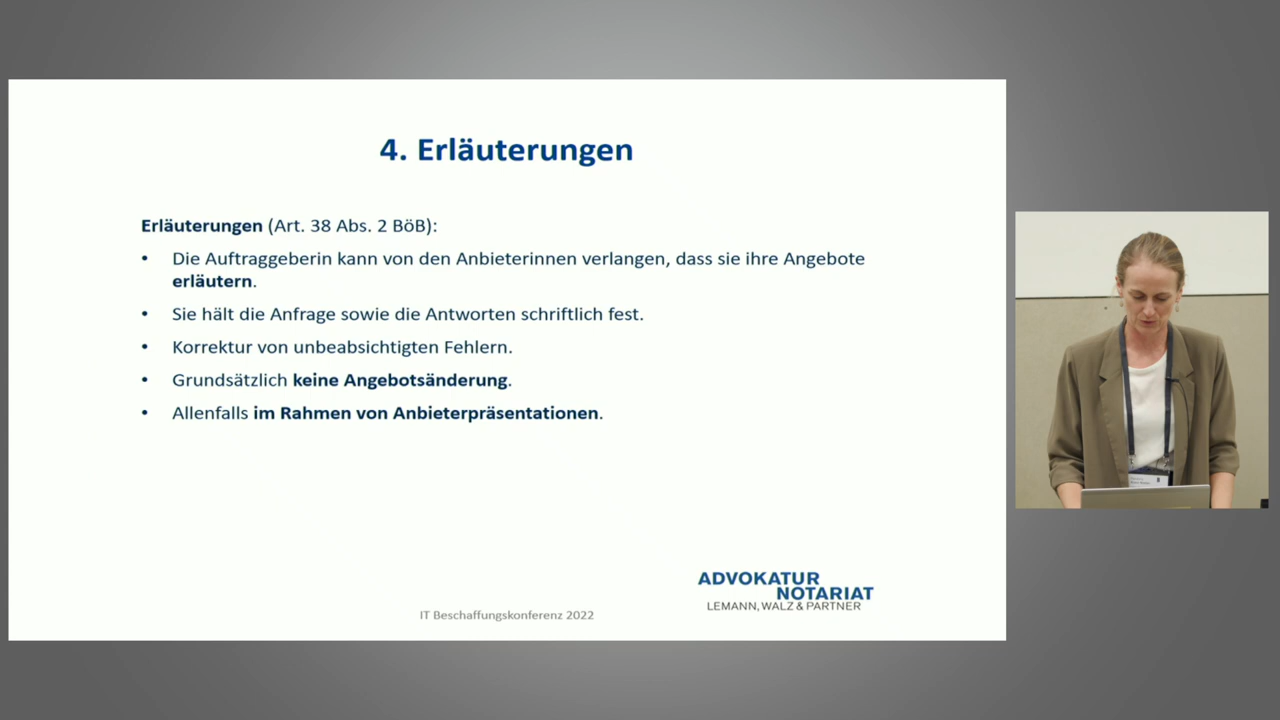 4. Erläuterungen
Erläuterungen (Art. 38 Abs. 2 BöB):
• Die Auftraggeberin kann von den Anbieterinnen verlangen, dass sie ihre Angebote
erläutern.
• Sie hält die Anfrage sowie die Antworten schriftlich fest.
• Korrektur von unbeabsichtigten Fehlern.
• Grundsätzlich keine Angebotsänderung.
• Allenfalls im Rahmen von Anbieterpräsentationen.
ADVOKATUR
NOTARIAT
LEMANN, WALZ & PARTNER
IT Beschaffungskonferenz 2022